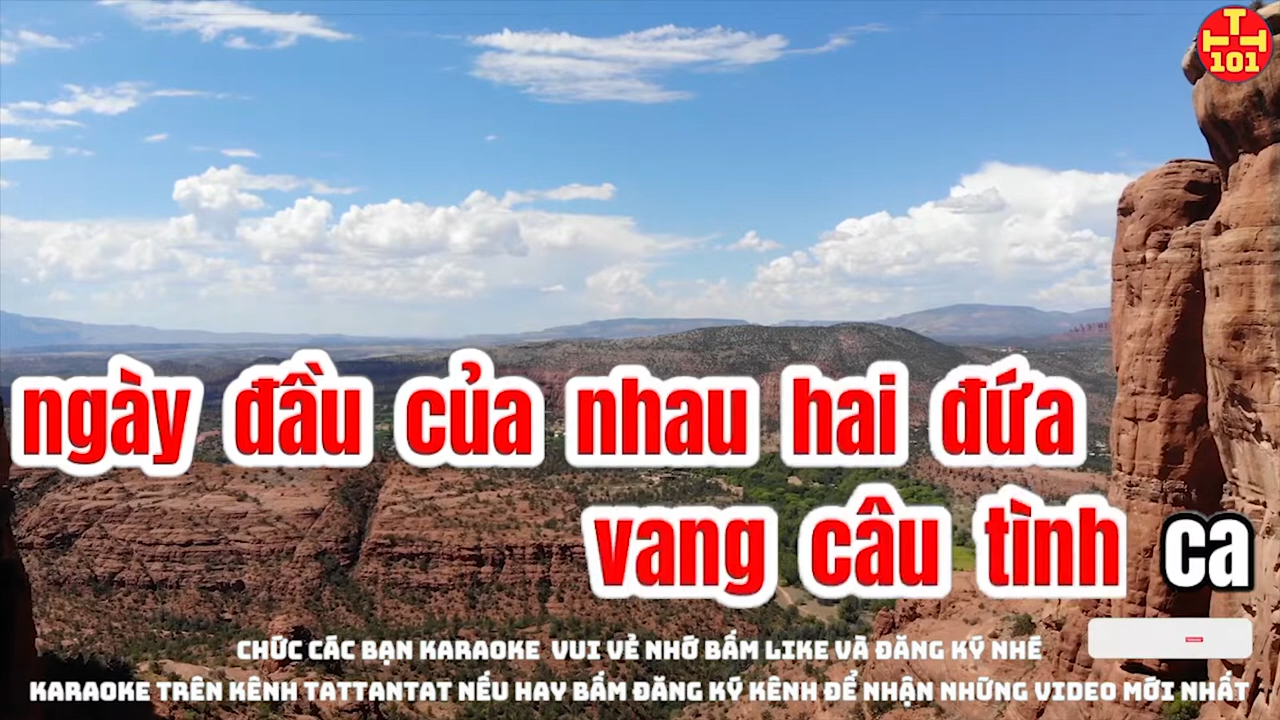 T
TH
101
ngày đầu của nhau hai đứa
vang câu tình ca
CHỨC CÁC BẠN KARAOKE VUI VẺ NHỚ BẤM LIKE VÀ ĐĂNG KÝ NHÉ
KARAOKE TRÊN KÊNH TATTANTAT NẾU HAY BẤM ĐĂNG KÝ KÊNH ĐỂ NHẬN NHỮNG VIDEO MỚI NHẤT